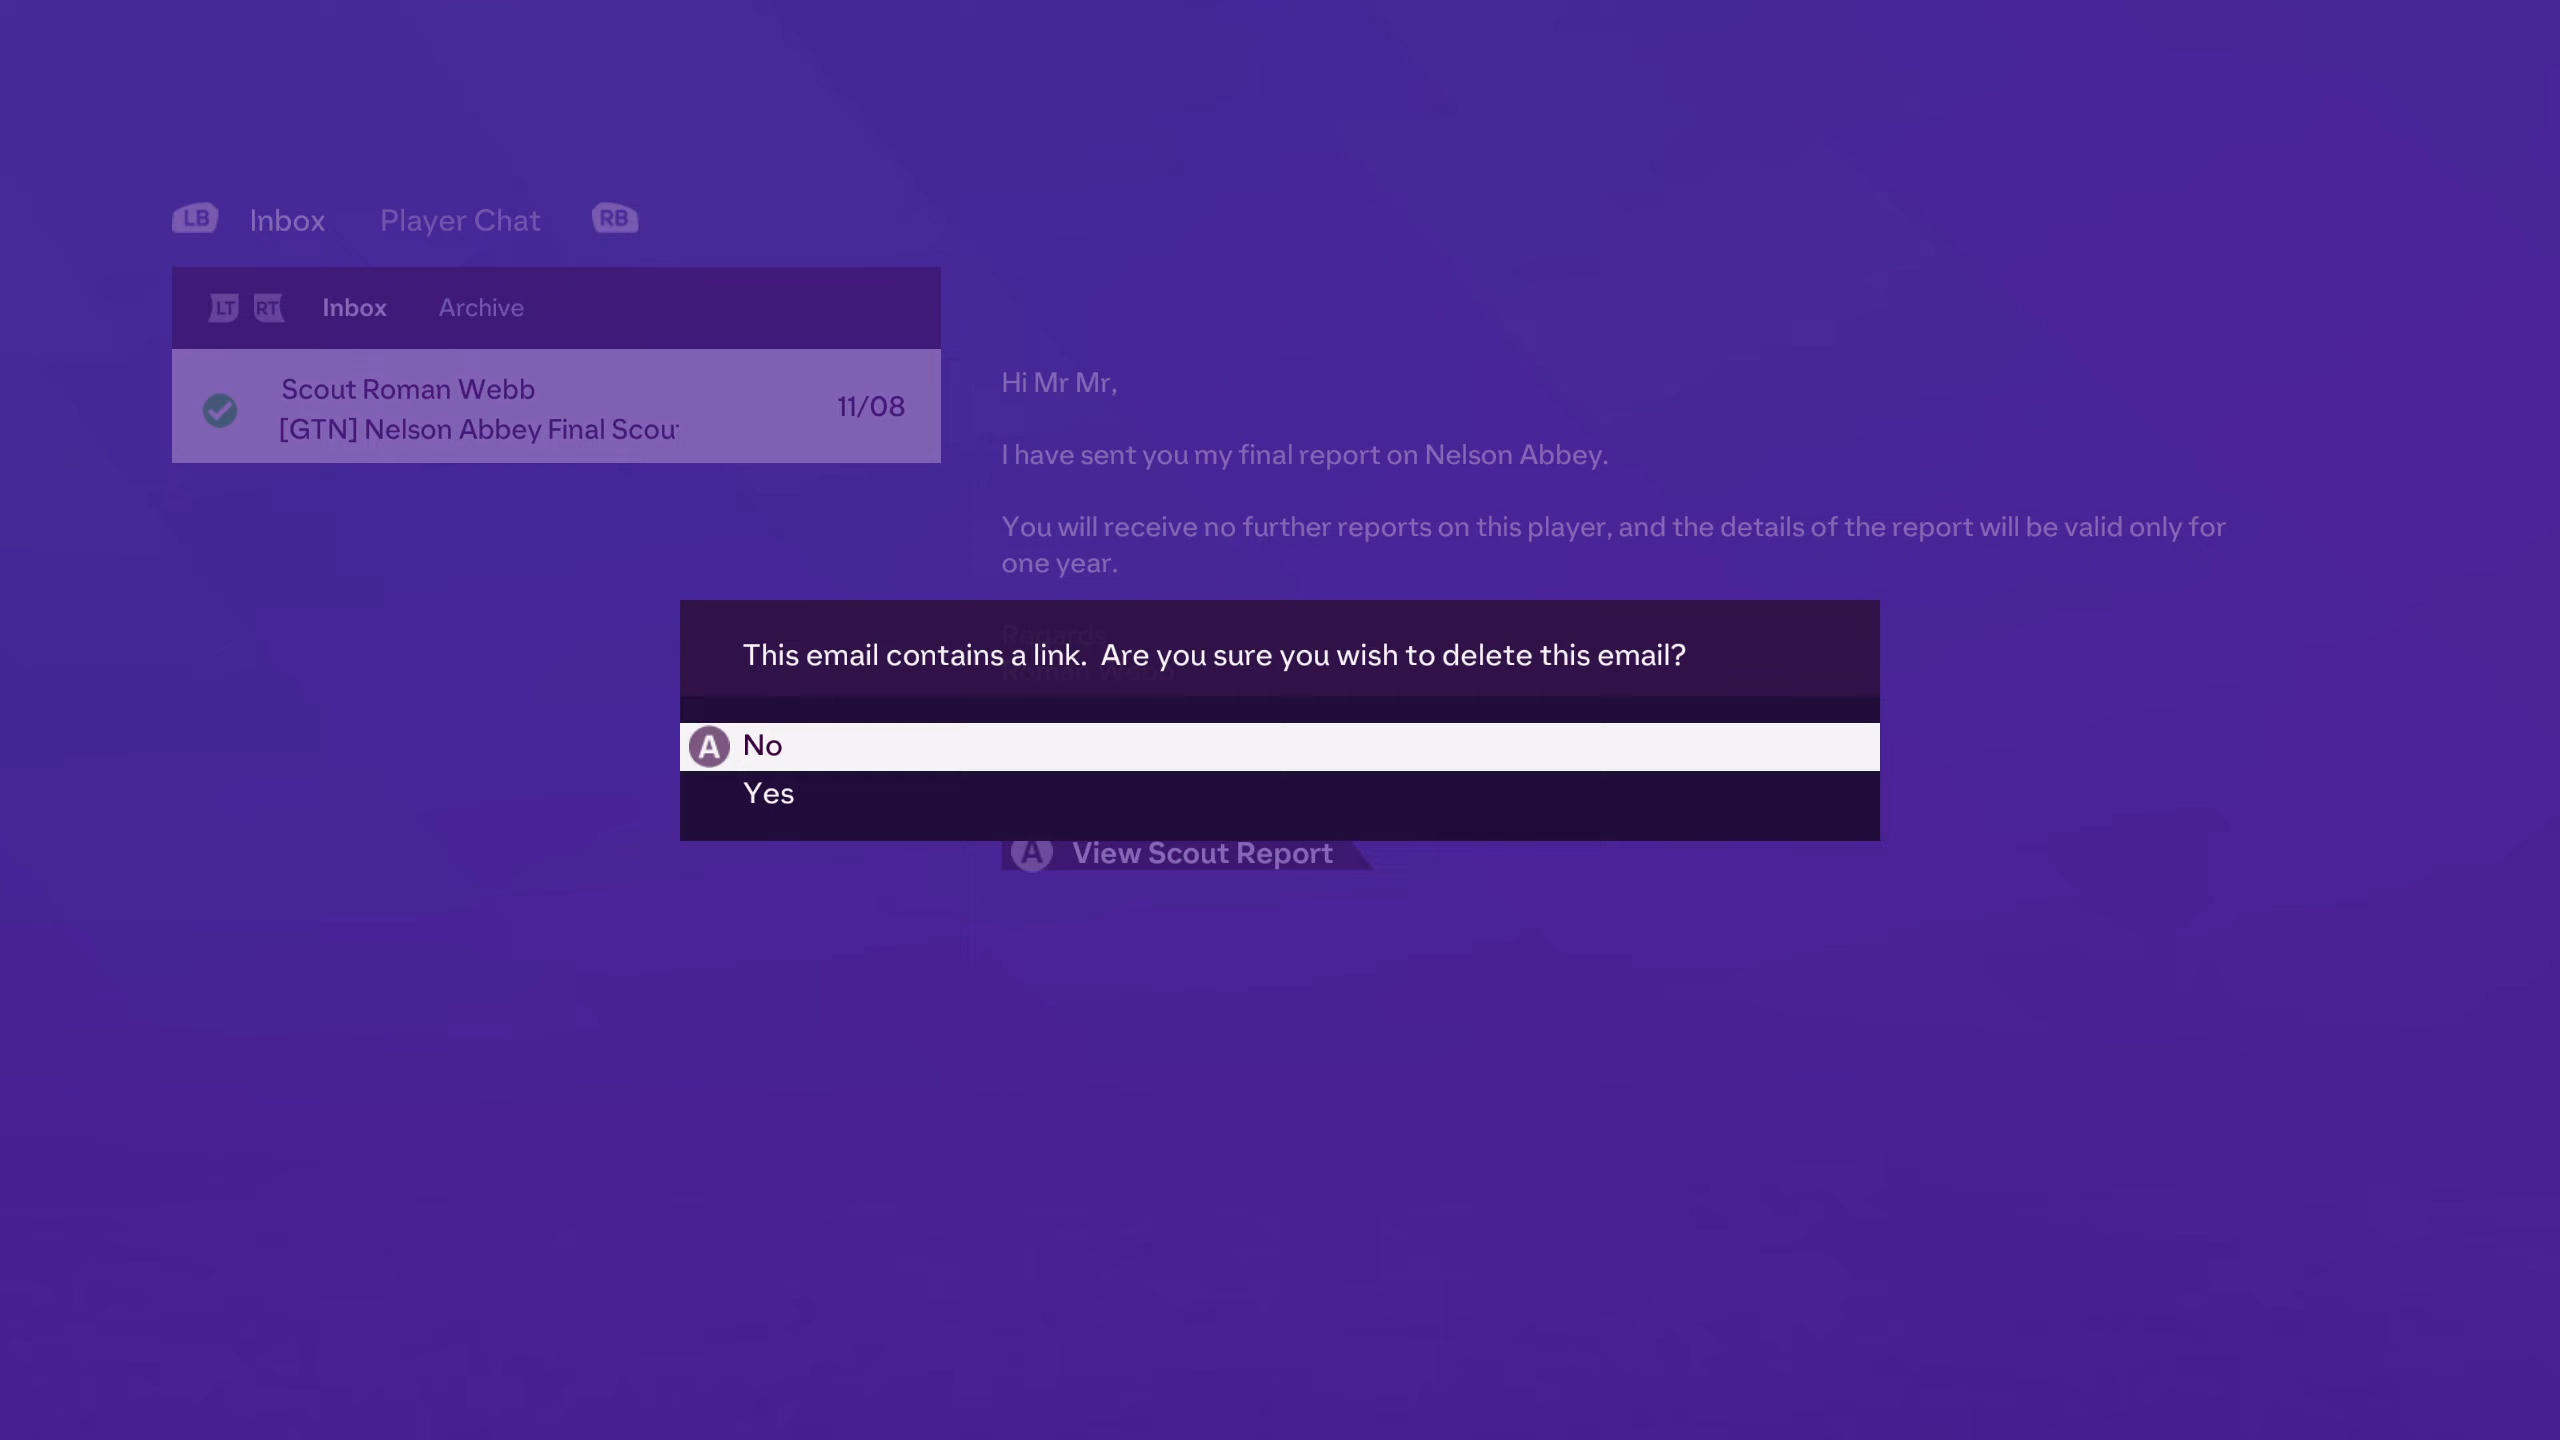 LB Inbox Player Chat RB
LT RT Inbox Archive
Scout Roman Webb
[GTN] Nelson Abbey Final Scou
11/08
Hi Mr Mr,
I have sent you my final report on Nelson Abbey.
You will receive no further reports on this player, and the details of the report will be valid only for
one year.
Regards
Roman Webb
This email contains a link. Are you sure you wish to delete this email?
A No
Yes
A View Scout Report